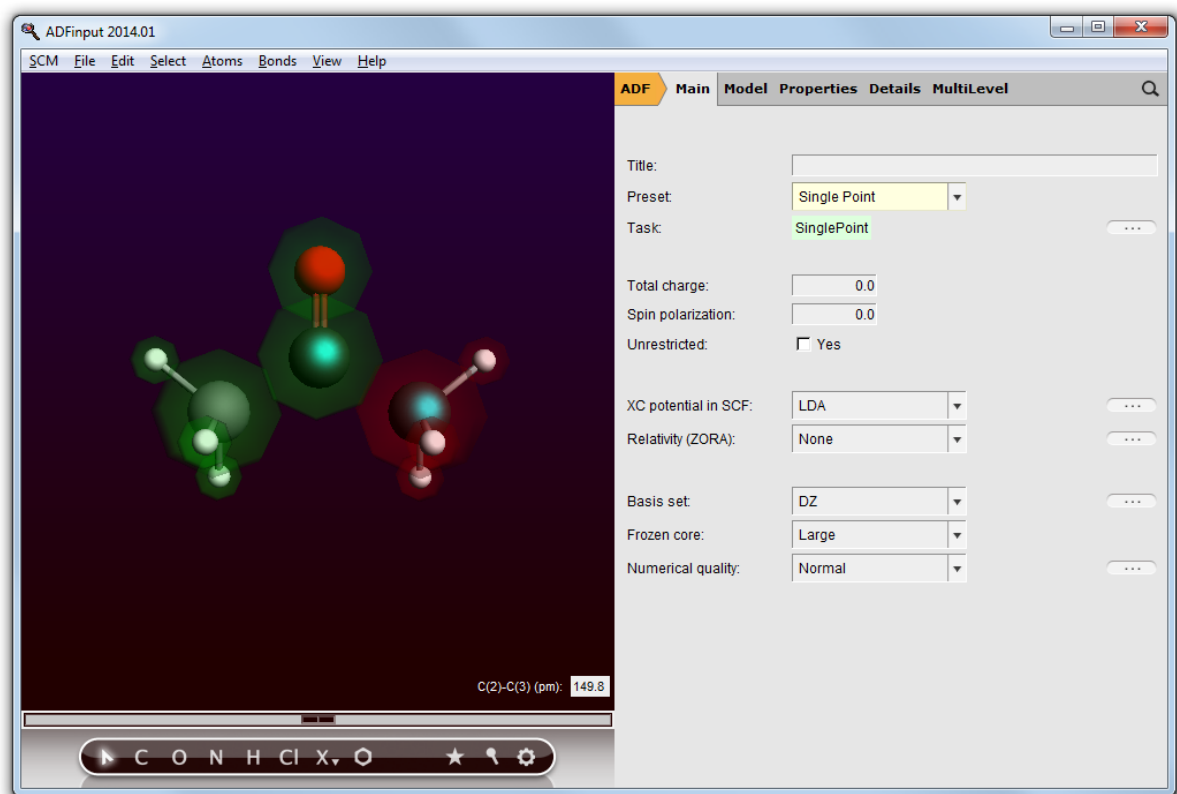 ADFinput 2014.01
SCM File Edit Select Atoms Bonds View Help
ADF Main Model Properties Details MultiLevel
Title:
Preset: Single Point
Task: SinglePoint ...
Total charge: 0.0
Spin polarization: 0.0
Unrestricted: Yes
XC potential in SCF: LDA ...
Relativity (ZORA): None ...
Basis set: DZ ...
Frozen core: Large
Numerical quality: Normal ...
C(2)-C(3) (pm): 149.8
C O N H Cl X